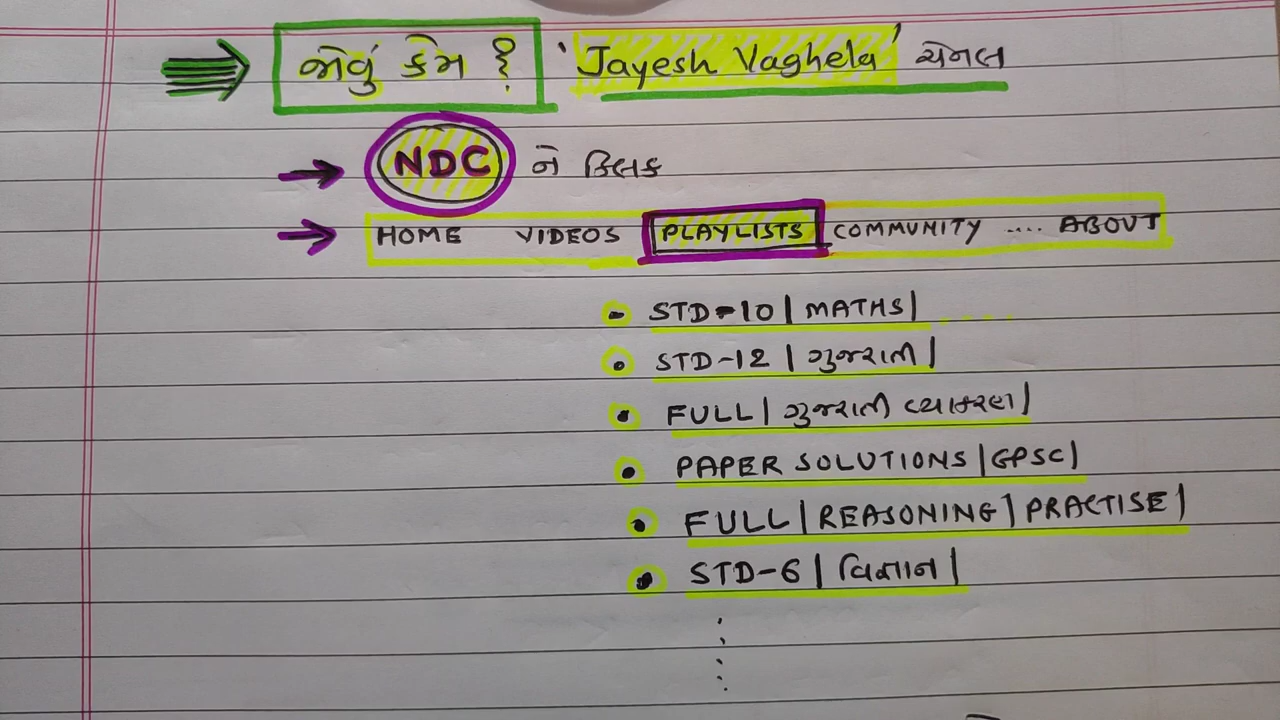 જોવું કેમ ? 'Jayesh Vaghela' ચેનલ
NDC ને ક્લિક
HOME VIDEOS PLAYLISTS COMMUNITY .... ABOUT
• STD-10 | MATHS|
• STD-12 | ગુજરાતી |
• FULL | ગુજરાતી વ્યાકરણ |
• PAPER SOLUTIONS |GPSC|
• FULL | REASONING | PRACTISE |
• STD-6 | વિજ્ઞાન |